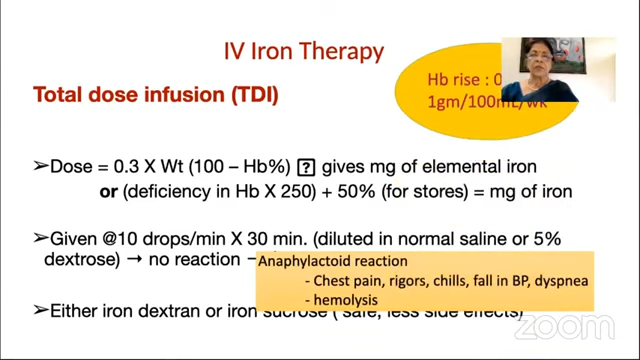 IV Iron Therapy
Total dose infusion (TDI)
Hb rise : 0
1gm/100mL/wk
➢Dose = 0.3 X Wt (100 – Hb%) ? gives mg of elemental iron
or (deficiency in Hb X 250) + 50% (for stores) = mg of iron
➢Given @10 drops/min X 30 min. (diluted in normal saline or 5%
dextrose) → no reaction –
Anaphylactoid reaction
- Chest pain, rigors, chills, fall in BP, dyspnea
- hemolysis
➢Either iron dextran or iron sucrose ( safe, less side effects)
zoom